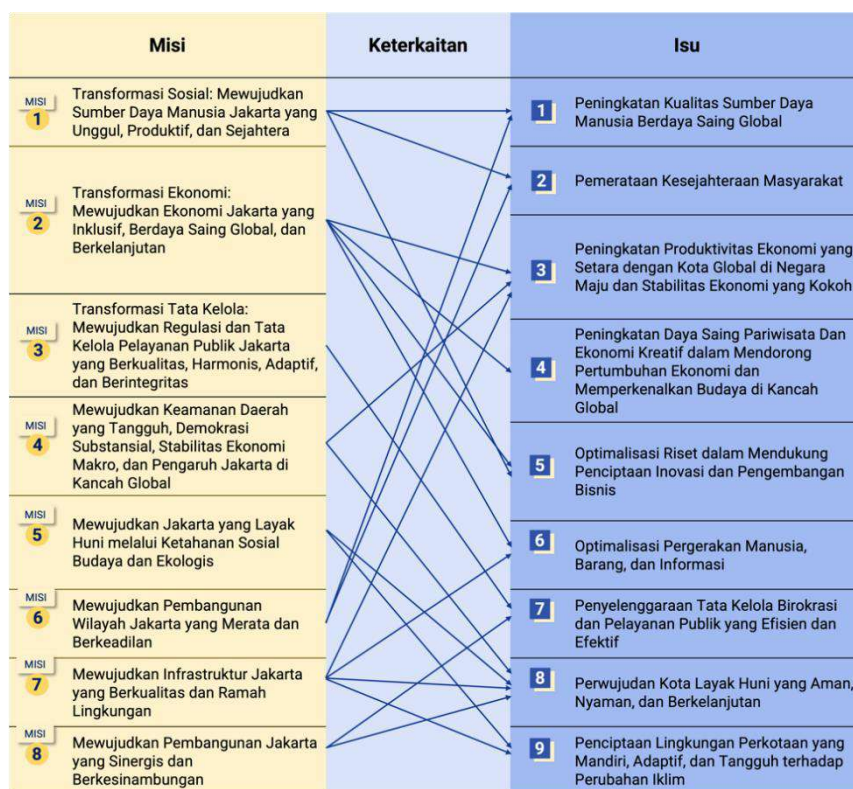 Misi
Keterkaitan
Isu
MISI
1
Transformasi Sosial: Mewujudkan
Sumber Daya Manusia Jakarta yang
Unggul, Produktif, dan Sejahtera
MISI
2
Transformasi Ekonomi:
Mewujudkan Ekonomi Jakarta yang
Inklusif, Berdaya Saing Global, dan
Berkelanjutan
MISI
3
Transformasi Tata Kelola:
Mewujudkan Regulasi dan Tata
Kelola Pelayanan Publik Jakarta
yang Berkualitas, Harmonis, Adaptif,
dan Berintegritas
MISI
4
Mewujudkan Keamanan Daerah
yang Tangguh, Demokrasi
Substansial, Stabilitas Ekonomi
Makro, dan Pengaruh Jakarta di
Kancah Global
MISI
5
Mewujudkan Jakarta yang Layak
Huni melalui Ketahanan Sosial
Budaya dan Ekologis
MISI
6
Mewujudkan Pembangunan
Wilayah Jakarta yang Merata dan
Berkeadilan
MISI
7
Mewujudkan Infrastruktur Jakarta
yang Berkualitas dan Ramah
Lingkungan
MISI
8
Mewujudkan Pembangunan Jakarta
yang Sinergis dan
Berkesinambungan
1
Peningkatan Kualitas Sumber Daya
Manusia Berdaya Saing Global
2
Pemerataan Kesejahteraan Masyarakat
3
Peningkatan Produktivitas Ekonomi yang
Setara dengan Kota Global di Negara
Maju dan Stabilitas Ekonomi yang Kokoh
4
Peningkatan Daya Saing Pariwisata Dan
Ekonomi Kreatif dalam Mendorong
Pertumbuhan Ekonomi dan
Memperkenalkan Budaya di Kancah
Global
5
Optimalisasi Riset dalam Mendukung
Penciptaan Inovasi dan Pengembangan
Bisnis
6
Optimalisasi Pergerakan Manusia,
Barang, dan Informasi
7
Penyelenggaraan Tata Kelola Birokrasi
dan Pelayanan Publik yang Efisien dan
Efektif
8
Perwujudan Kota Layak Huni yang Aman,
Nyaman, dan Berkelanjutan
9
Penciptaan Lingkungan Perkotaan yang
Mandiri, Adaptif, dan Tangguh terhadap
Perubahan Iklim